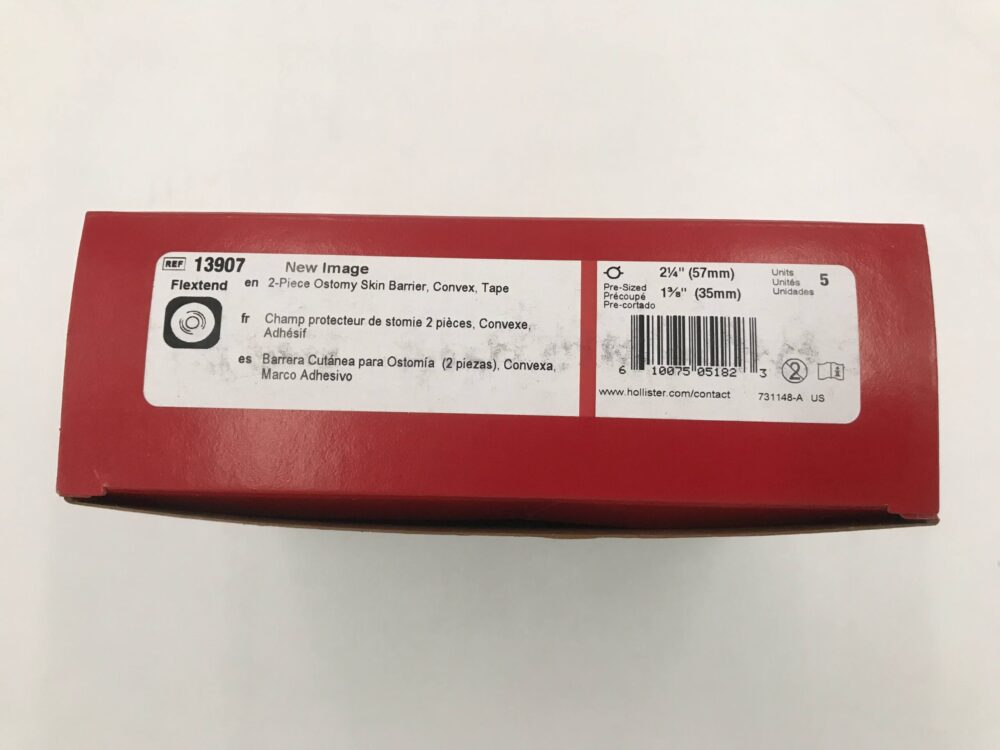 REF 13907 New Image
Flextend en 2-Piece Ostomy Skin Barrier, Convex, Tape
fr Champ protecteur de stomie 2 pièces, Convexe,
Adhésif
es Barrera Cutánea para Ostomía (2 piezas), Convexa,
Marco Adhesivo
2¼" (57mm)
Pre-Sized
Précoupé
Pre-cortado
1⅜" (35mm)
Units
Unités
Unidades
5
6 10075 05182 3
2
i
www.hollister.com/contact 731148-A US